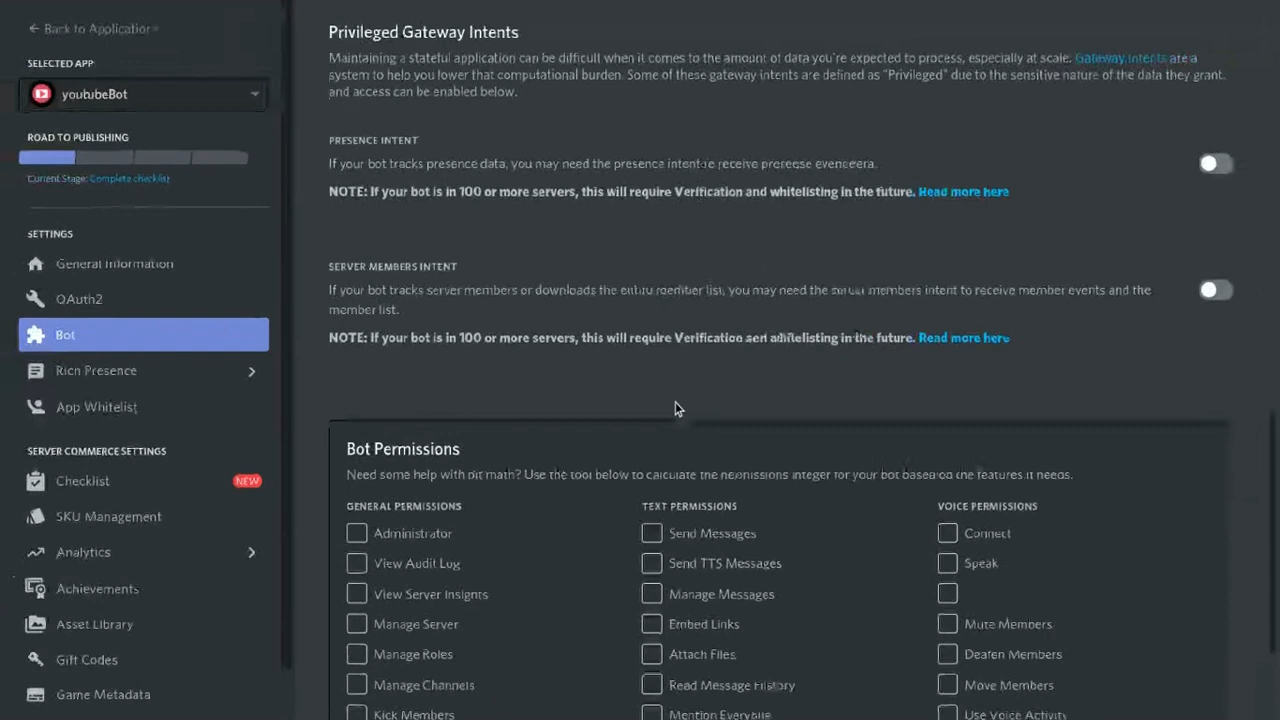 ← Back to Application
SELECTED APP
youtubeBot
ROAD TO PUBLISHING
Current Stage: Complete checklist
SETTINGS
General Information
OAuth2
Bot
Rich Presence
App Whitelist
SERVER COMMERCE SETTINGS
Checklist NEW
SKU Management
Analytics
Achievements
Asset Library
Gift Codes
Game Metadata
Privileged Gateway Intents
Maintaining a stateful application can be difficult when it comes to the amount of data you're expected to process, especially at scale. Gateway Intents are a
system to help you lower that computational burden. Some of these gateway intents are defined as "Privileged" due to the sensitive nature of the data they grant,
and access can be enabled below.
PRESENCE INTENT
If your bot tracks presence data, you may need the presence intent to receive
NOTE: If your bot is in 100 or more servers, this will require Verification and whitelisting in the future. Read more here
SERVER MEMBERS INTENT
If your bot tracks server members or downloads the entire member list, you may need the server members intent to receive member events and the
member list.
NOTE: If your bot is in 100 or more servers, this will require Verification whitelisting in the future. Read more here
Bot Permissions
Need some help with bit math? Use the tool below to calculate the permissions integer for your bot based on the features it needs.
GENERAL PERMISSIONS
Administrator
View Audit Log
View Server Insights
Manage Server
Manage Roles
Manage Channels
Kick Members
TEXT PERMISSIONS
Send Messages
Send TTS Messages
Manage Messages
Embed Links
Attach Files
Read Message History
Mention Everyone
VOICE PERMISSIONS
Connect
Speak
Mute Members
Deafen Members
Move Members
Use Voice Activity